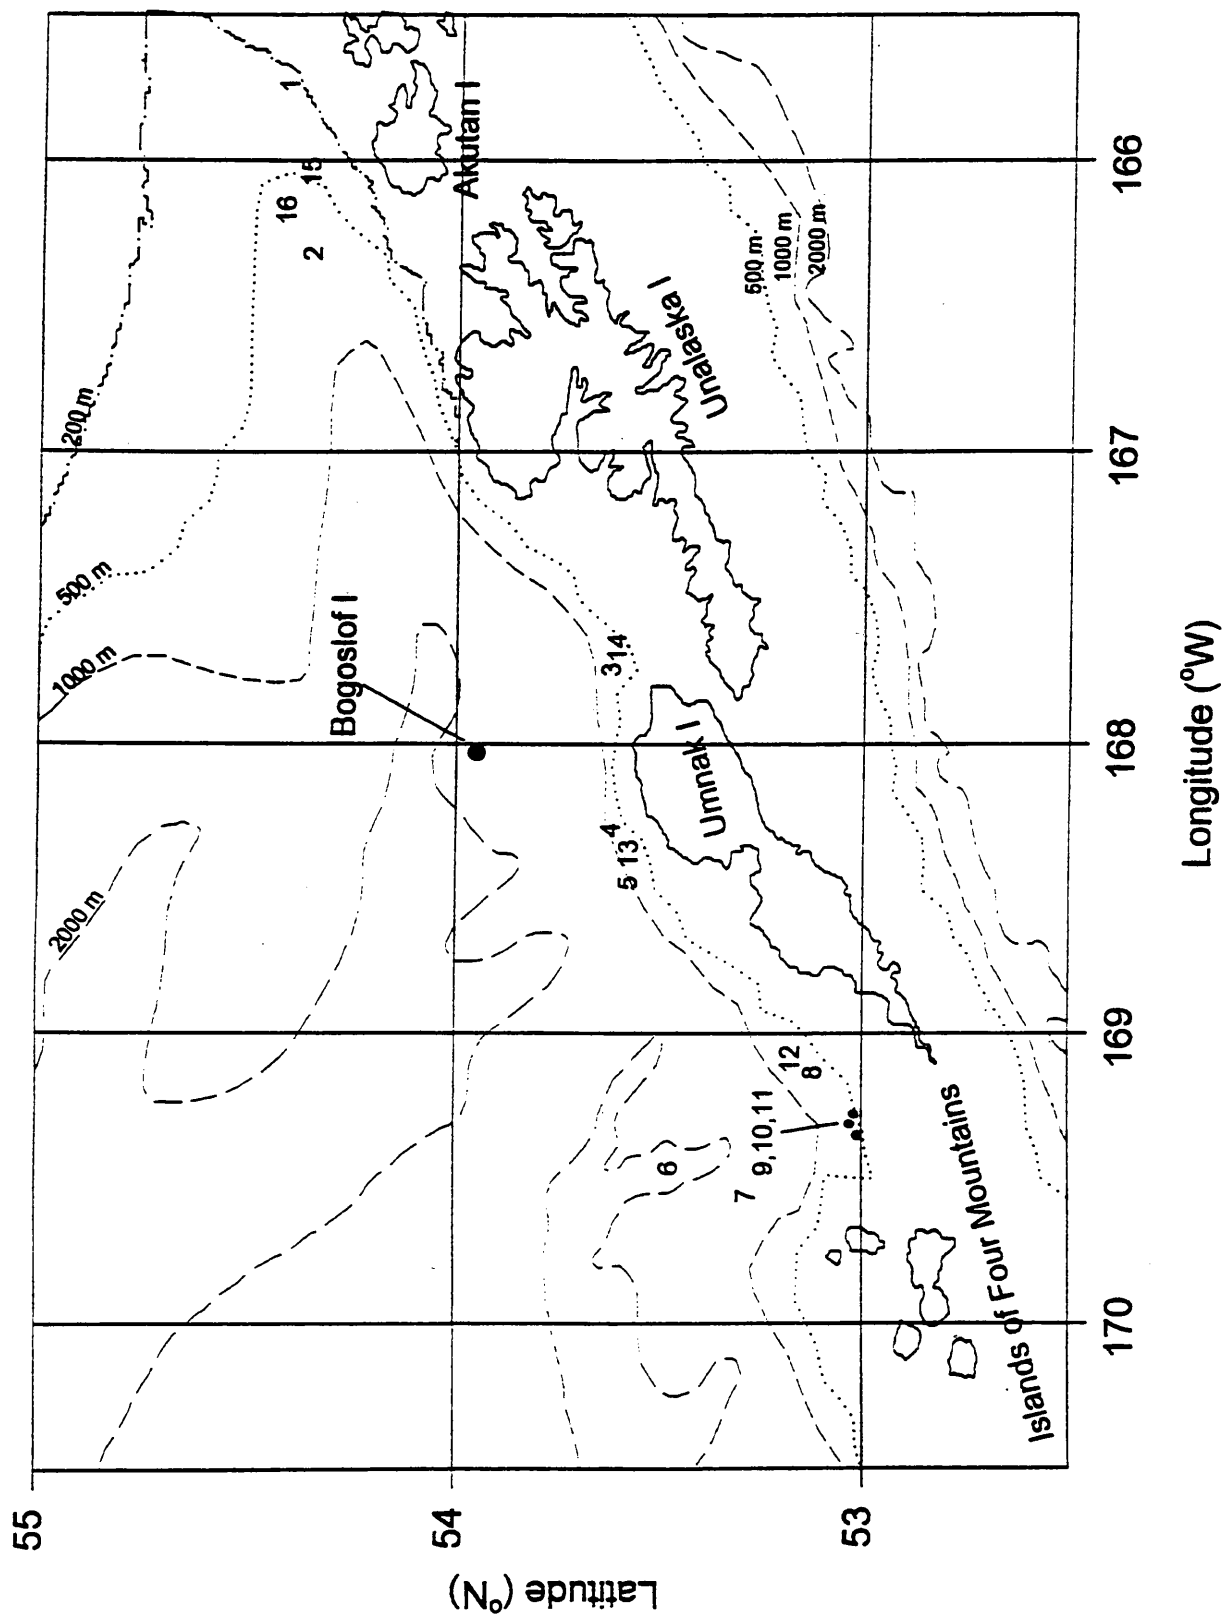 55
54
53
Latitude (°N)
170
169
168
167
166
Longitude (°W)
2000 m
1000 m
500 m
200 m
Bogoslof I
Akutan I
Unalaska I
Umnak I
Islands of Four Mountains
500 m
1000 m
2000 m
1
15
16
2
3
14
4
13
5
12
8
9,10,11
6
7